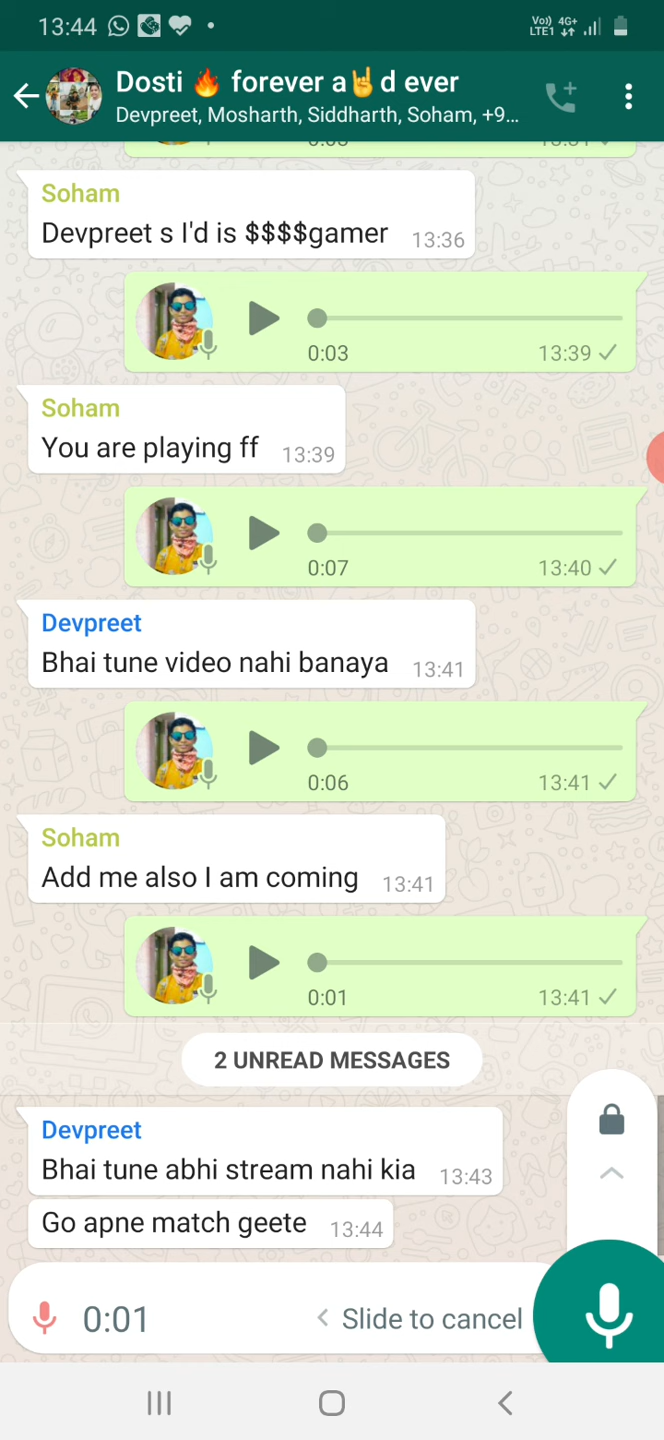 13:44
Vo)) 4G+
LTE1
Dosti 🔥 forever a🤘d ever
Devpreet, Mosharth, Siddharth, Soham, +9...
Soham
Devpreet s I'd is $$$$gamer 13:36
0:03 13:39
Soham
You are playing ff 13:39
0:07 13:40
Devpreet
Bhai tune video nahi banaya 13:41
0:06 13:41
Soham
Add me also I am coming 13:41
0:01 13:41
2 UNREAD MESSAGES
Devpreet
Bhai tune abhi stream nahi kia 13:43
Go apne match geete 13:44
0:01 < Slide to cancel